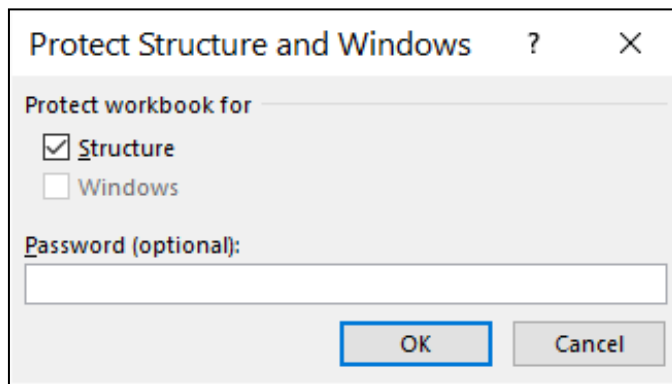 Protect Structure and Windows ?
Protect workbook for
Structure
Windows
Password (optional):
OK Cancel